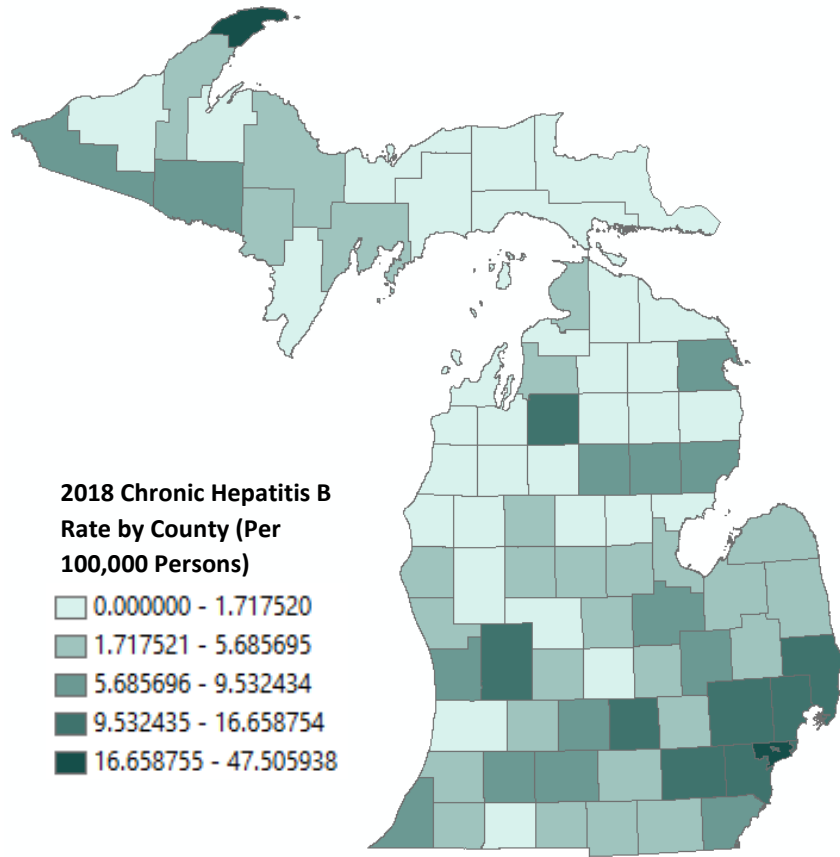 2018 Chronic Hepatitis B
Rate by County (Per
100,000 Persons)
0.000000 - 1.717520
1.717521 - 5.685695
5.685696 - 9.532434
9.532435 - 16.658754
16.658755 - 47.505938